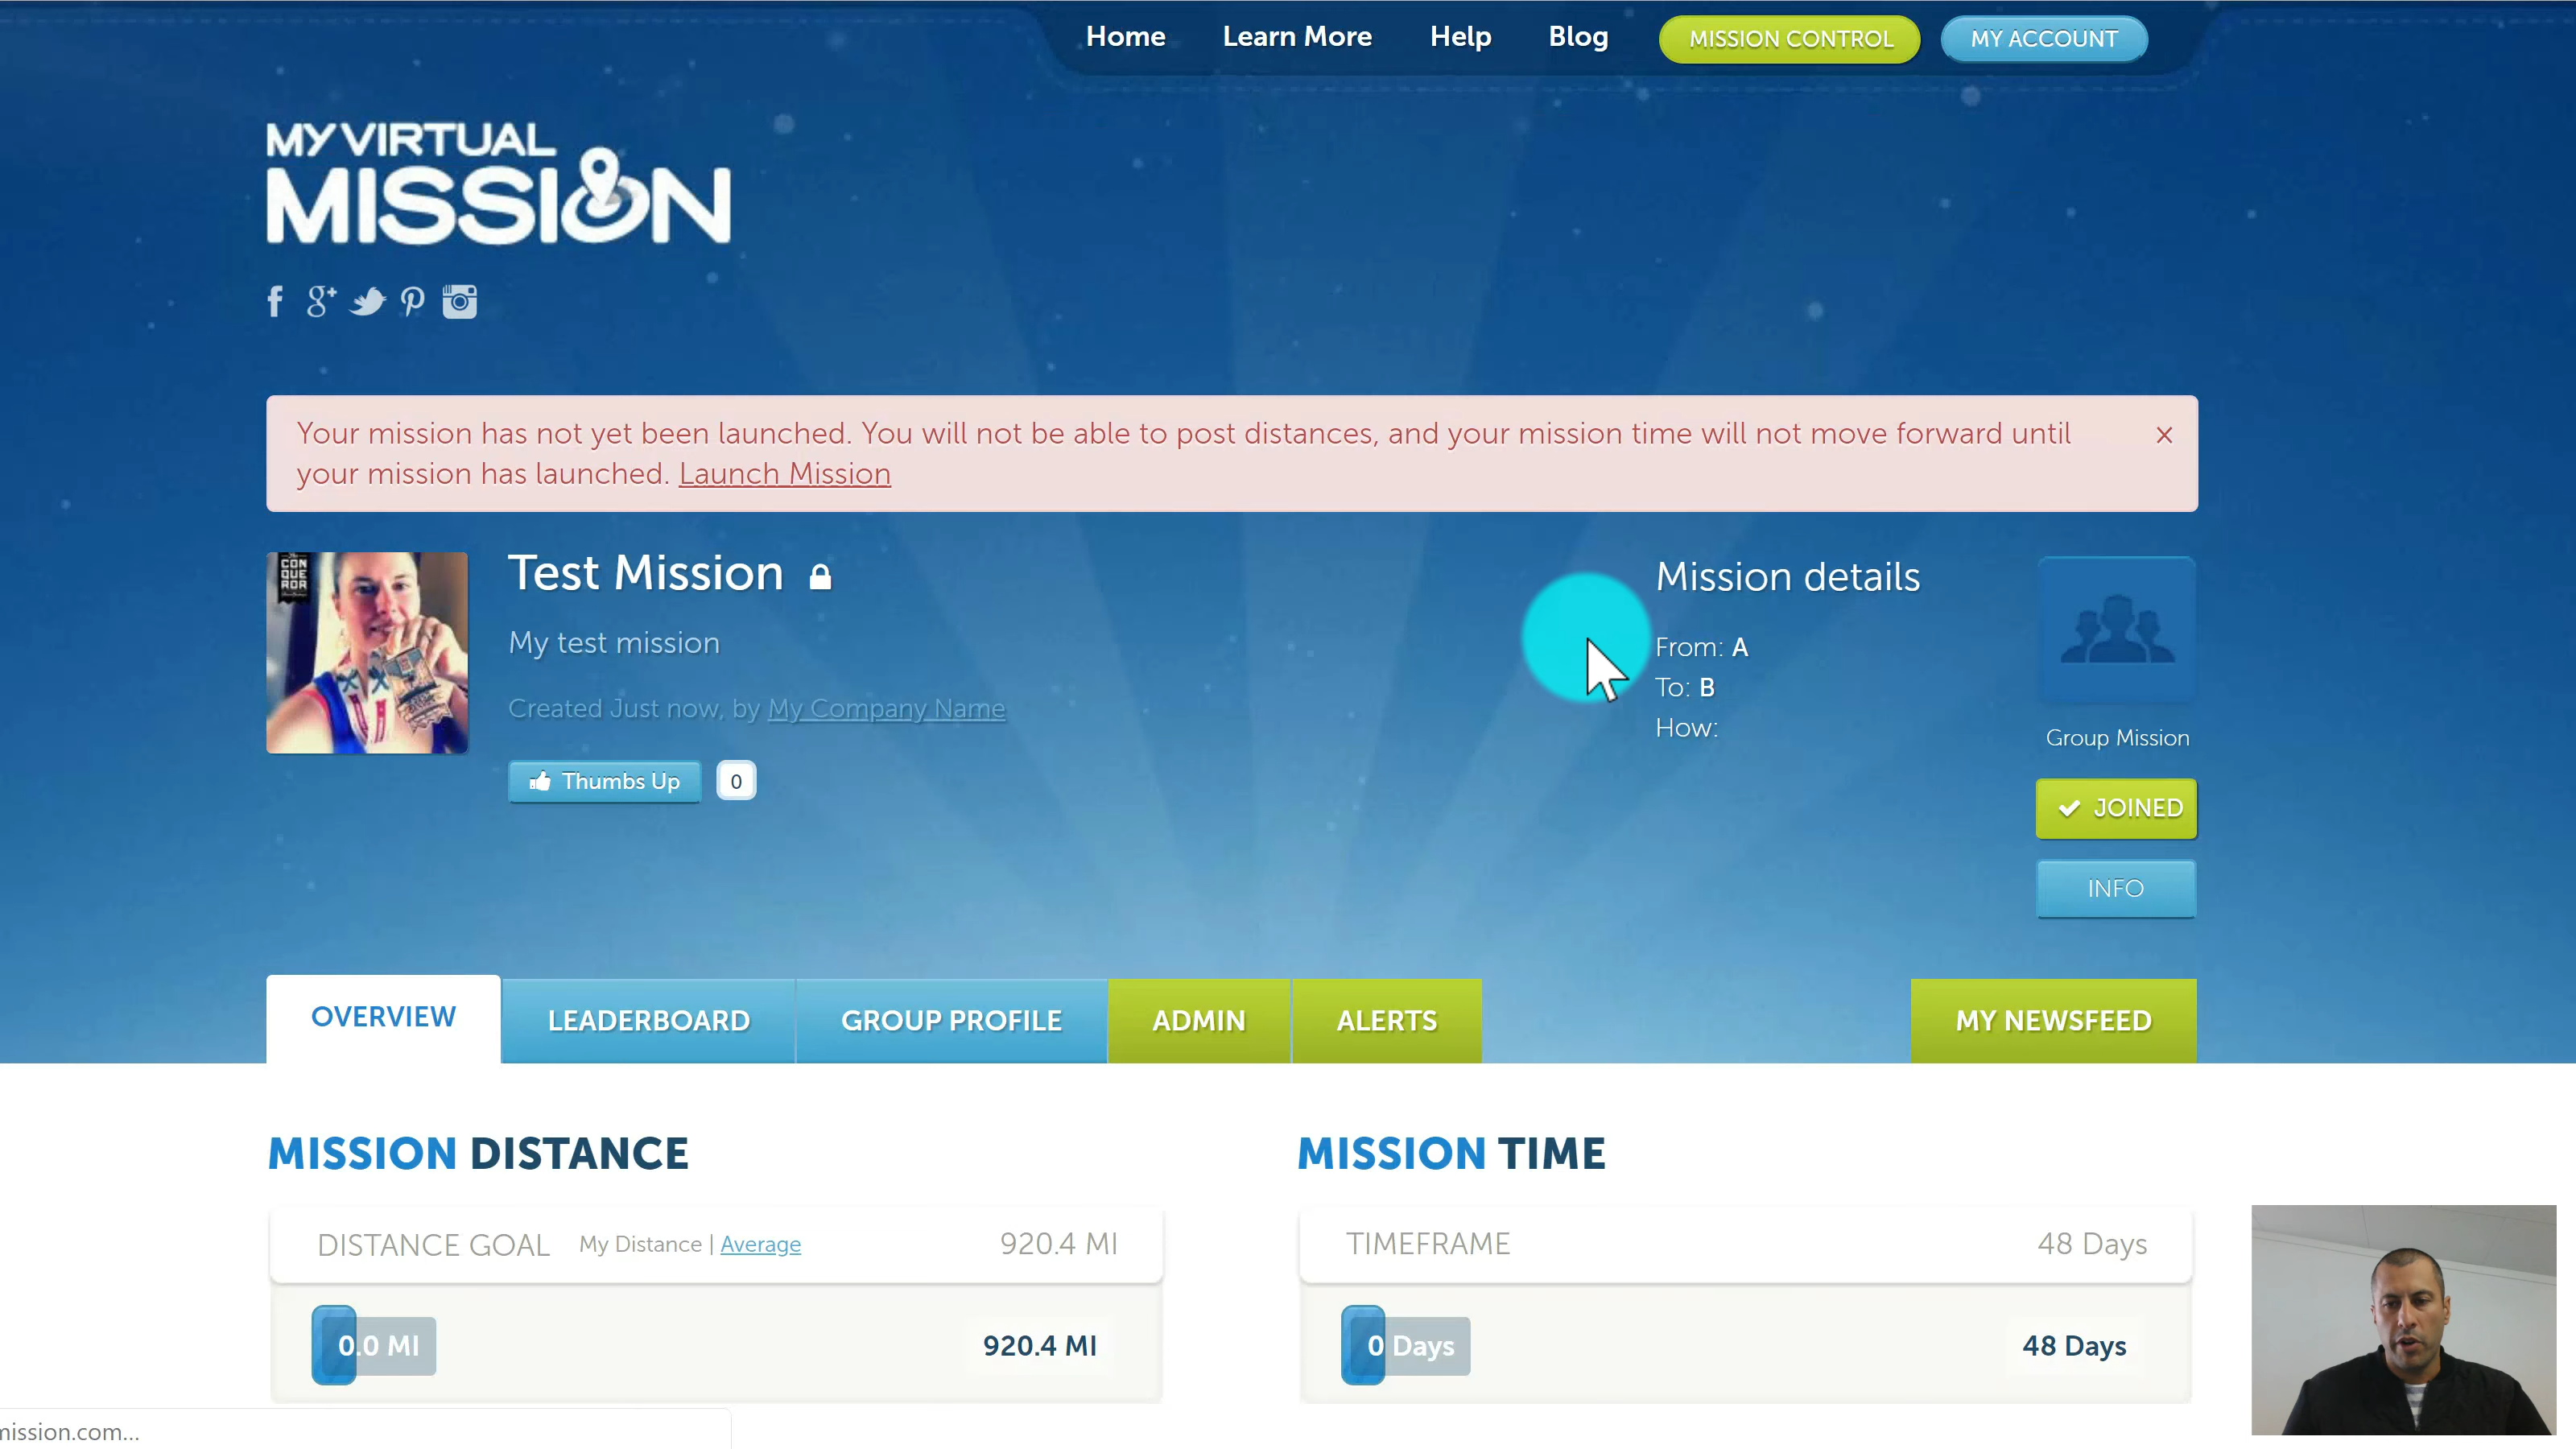 Home Learn More Help Blog MISSION CONTROL MY ACCOUNT
MY VIRTUAL
MISSION
Your mission has not yet been launched. You will not be able to post distances, and your mission time will not move forward until
your mission has launched. Launch Mission
×
CON
QUE
ROR
Test Mission
My test mission
Created Just now, by My Company Name
Thumbs Up 0
Mission details
From: A
To: B
How:
Group Mission
JOINED
INFO
OVERVIEW LEADERBOARD GROUP PROFILE ADMIN ALERTS MY NEWSFEED
MISSION DISTANCE
DISTANCE GOAL My Distance | Average 920.4 MI
0.0 MI 920.4 MI
MISSION TIME
TIMEFRAME 48 Days
0 Days 48 Days
mission.com...